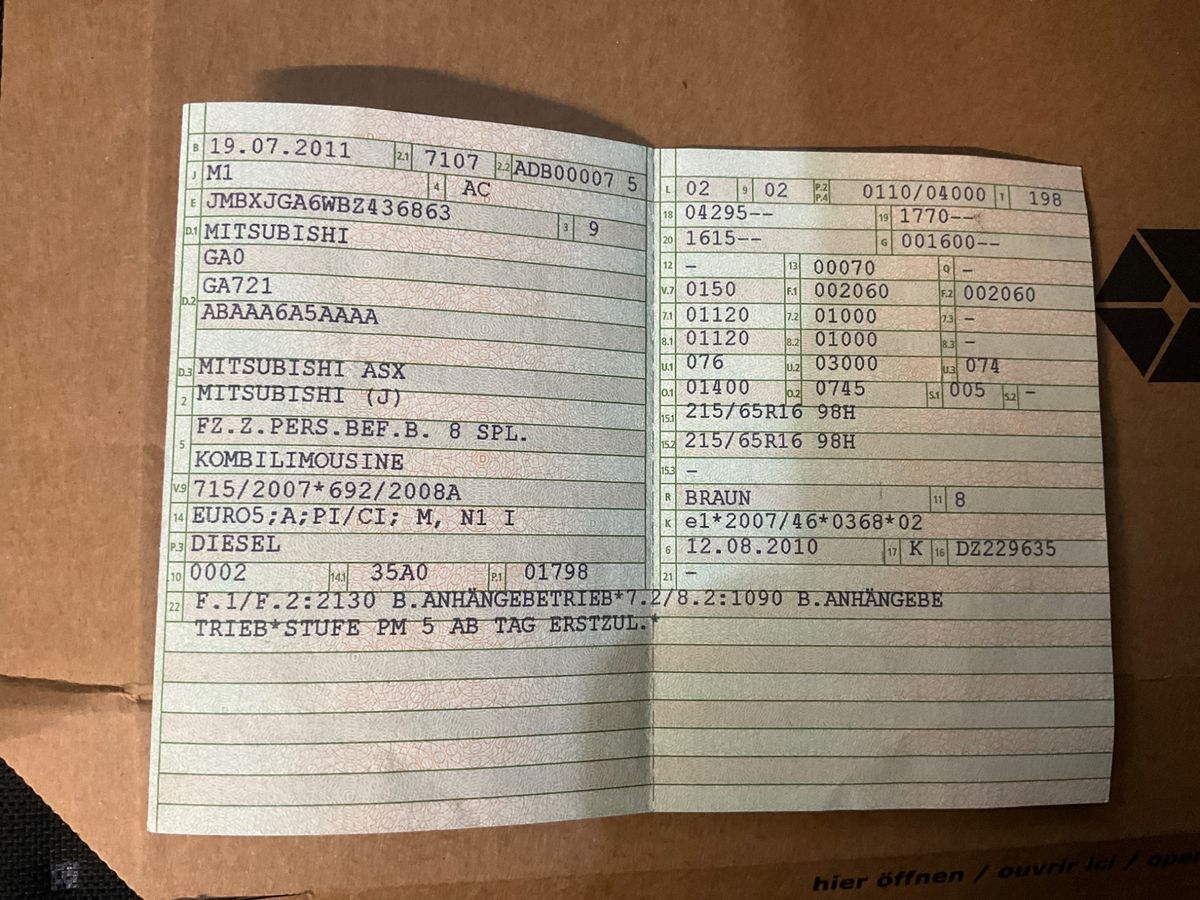 B 19.07.2011 2.1 7107 2.2 ADB00007 5
J M1 4 AC
E JMBXJGA6WBZ436863 3 9
D.1 MITSUBISHI
GA0
D.2 GA721
ABAAA6A5AAAA
D.3 MITSUBISHI ASX
2 MITSUBISHI (J)
5 FZ.Z.PERS.BEF.B. 8 SPL.
KOMBILIMOUSINE
V.9 715/2007*692/2008A
14 EURO5;A;PI/CI; M, N1 I
P.3 DIESEL
10 0002 14.1 35A0 P.1 01798
L 02 9 02 P.2 P.4 0110/04000 T 198
18 04295-- 19 1770--
20 1615-- G 001600--
12 - 13 00070 Q -
V.7 0150 F.1 002060 F.2 002060
7.1 01120 7.2 01000 7.3 -
8.1 01120 8.2 01000 8.3 -
U.1 076 U.2 03000 U.3 074
O.1 01400 O.2 0745 S.1 005 S.2 -
15.1 215/65R16 98H
15.2 215/65R16 98H
15.3 -
R BRAUN 11 8
K e1*2007/46*0368*02
6 12.08.2010 17 K 16 DZ229635
21 -
22 F.1/F.2:2130 B.ANHÄNGEBETRIEB*7.2/8.2:1090 B.ANHÄNGEBE
TRIEB*STUFE PM 5 AB TAG ERSTZUL.*
hier öffnen / ouvrir ici / ope